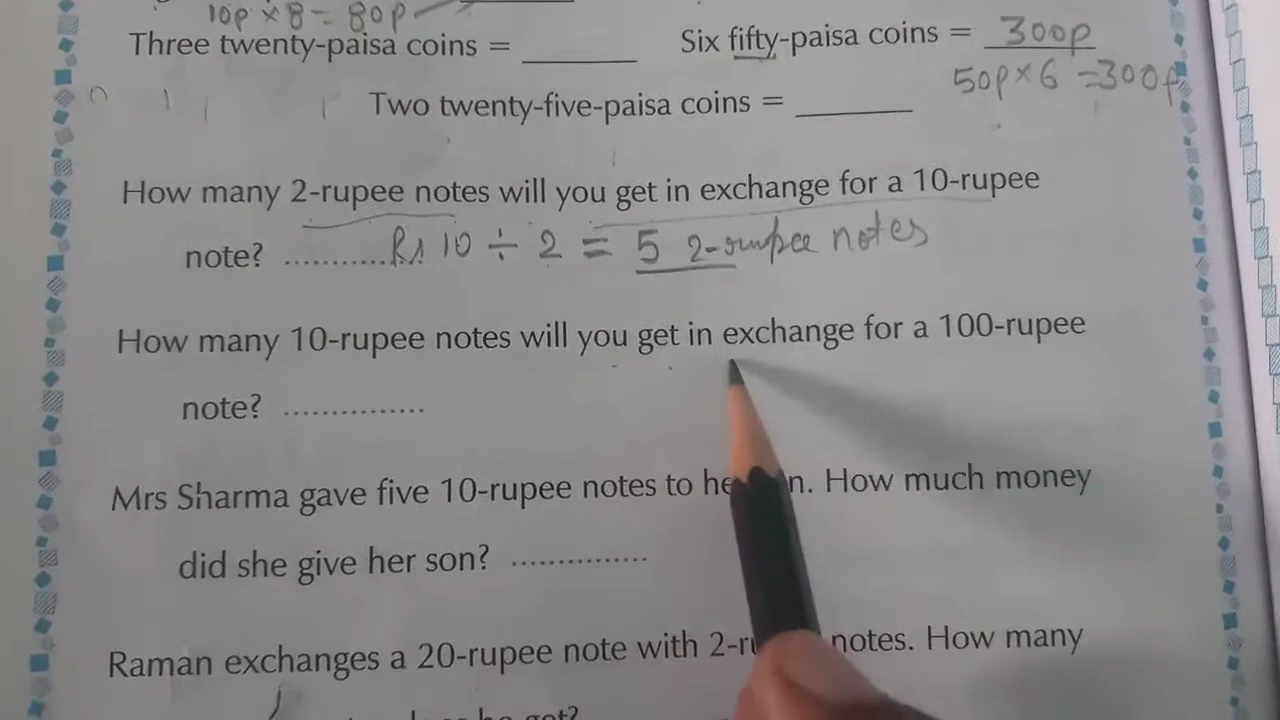 10p × 8 = 80p
Three twenty-paisa coins = ________ Six fifty-paisa coins = 300p
50p × 6 = 300p
Two twenty-five-paisa coins = ________
How many 2-rupee notes will you get in exchange for a 10-rupee
note? ........... Rs 10 ÷ 2 = 5 2-rupee notes
How many 10-rupee notes will you get in exchange for a 100-rupee
note? ...............
Mrs Sharma gave five 10-rupee notes to her How much money
did she give her son? ...............
Raman exchanges a 20-rupee note with notes. How many
he get?